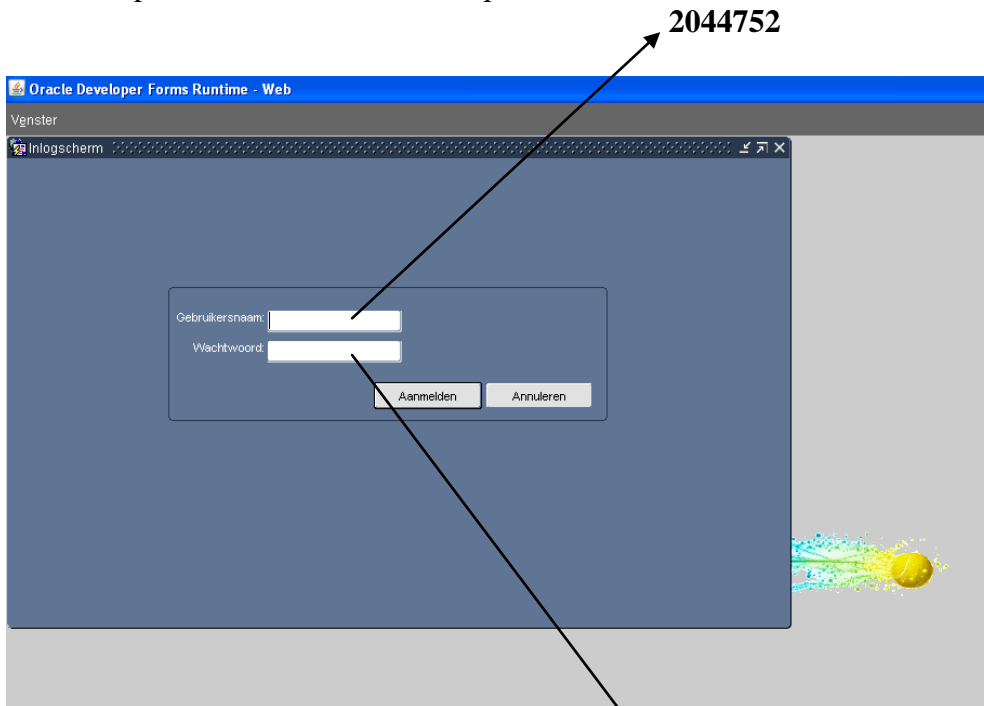 2044752
Oracle Developer Forms Runtime - Web
Venster
Inlogscherm
Gebruikersnaam:
Wachtwoord:
Aanmelden Annuleren